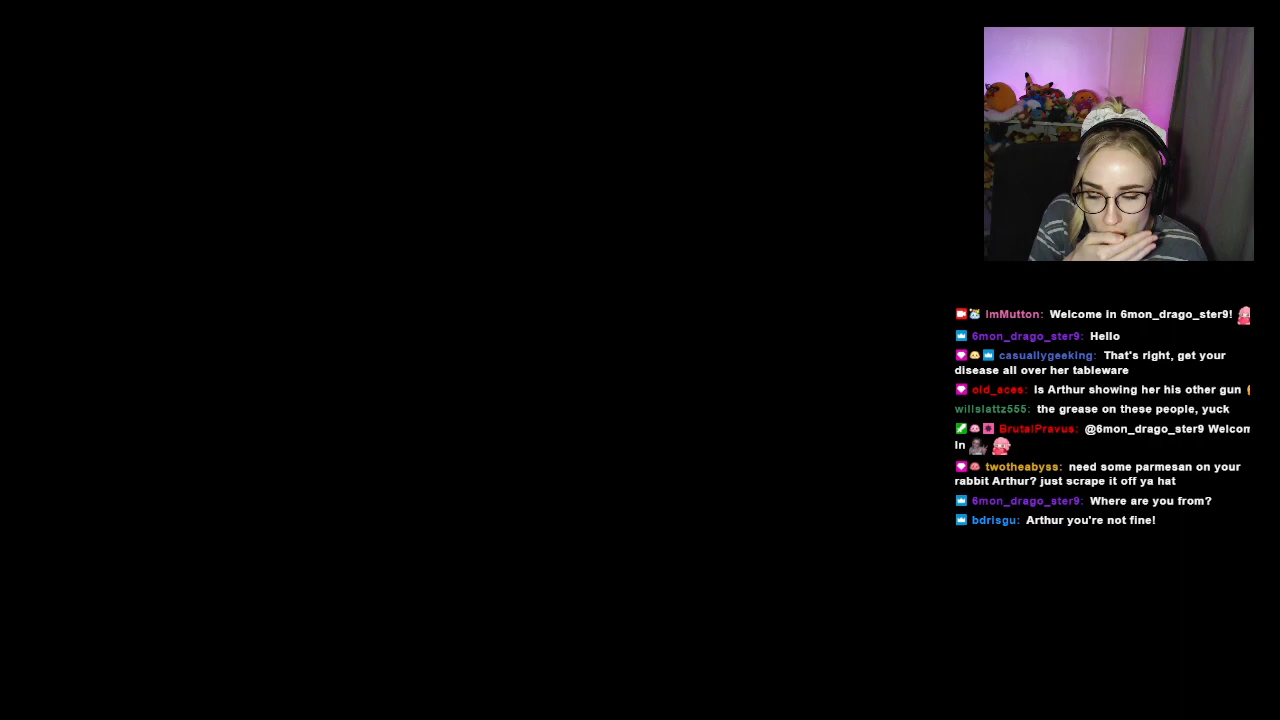 ImMutton: Welcome in 6mon_drago_ster9!
6mon_drago_ster9: Hello
casuallygeeking: That's right, get your
disease all over her tableware
old_aces: Is Arthur showing her his other gun
willslattz555: the grease on these people, yuck
BrutalPravus: @6mon_drago_ster9 Welcom
in
twotheabyss: need some parmesan on your
rabbit Arthur? just scrape it off ya hat
6mon_drago_ster9: Where are you from?
bdrisgu: Arthur you're not fine!